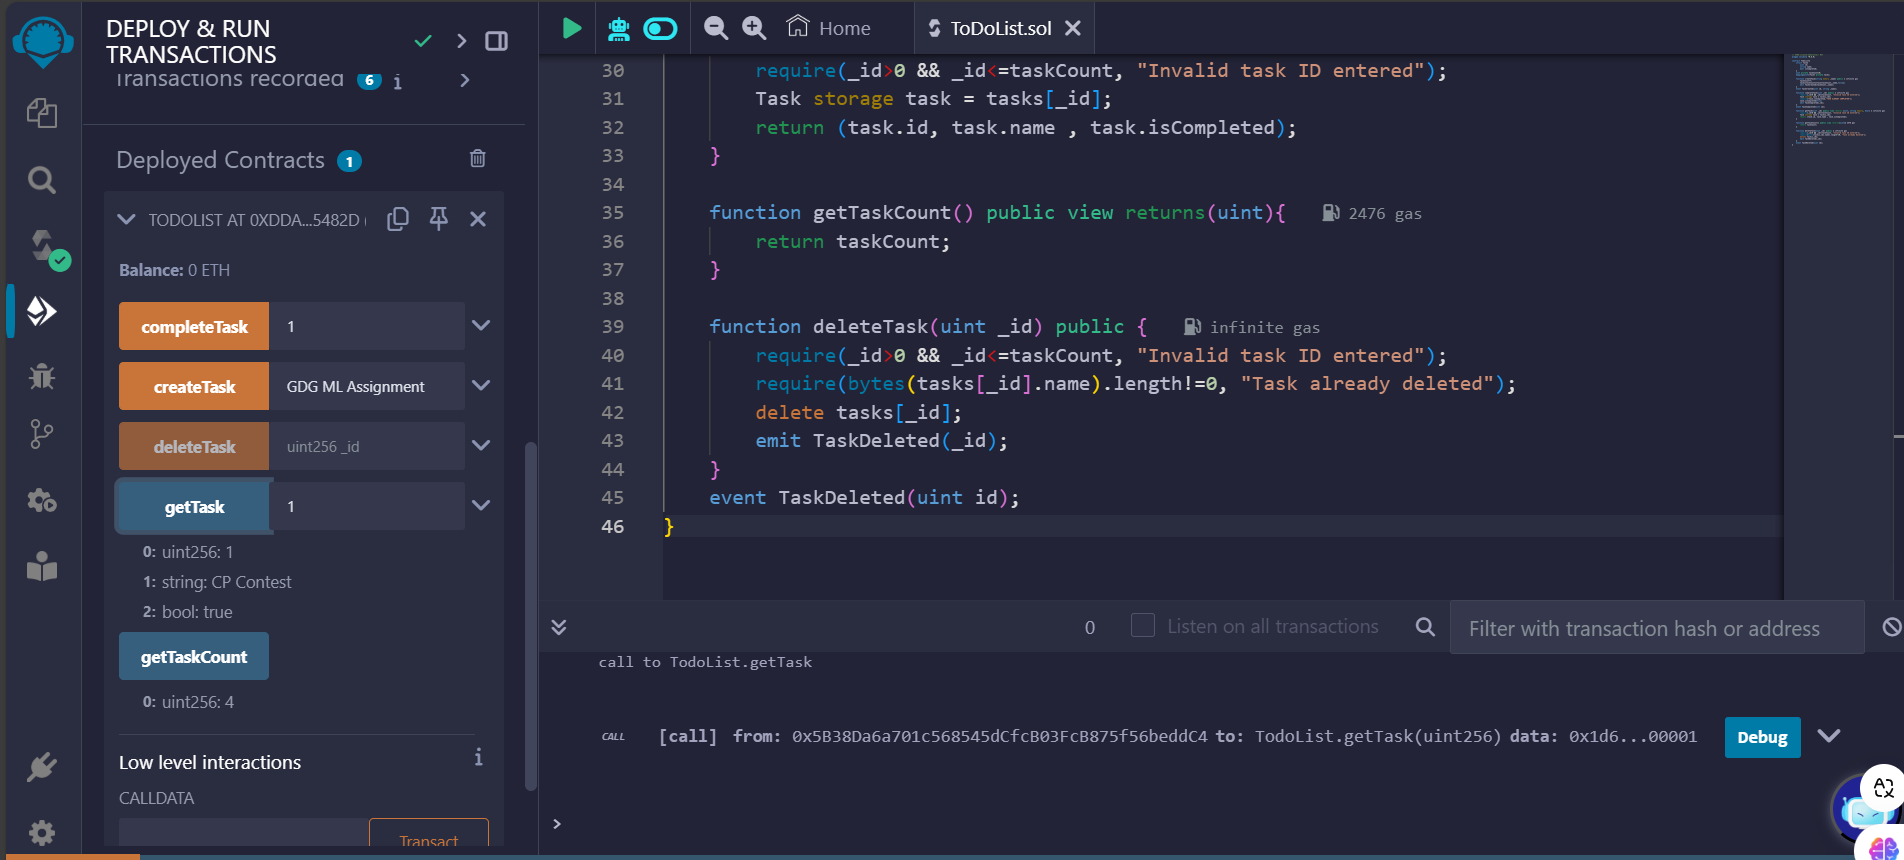 DEPLOY & RUN
TRANSACTIONS
Transactions recorded 6 i
Deployed Contracts 1
TODOLIST AT 0XDDA...5482D (
Balance: 0 ETH
completeTask 1
createTask GDG ML Assignment
deleteTask uint256 _id
getTask 1
0: uint256: 1
1: string: CP Contest
2: bool: true
getTaskCount
0: uint256: 4
Low level interactions i
CALLDATA
Transact
Home
ToDoList.sol
30 require(_id>0 && _id<=taskCount, "Invalid task ID entered");
31 Task storage task = tasks[_id];
32 return (task.id, task.name , task.isCompleted);
33 }
34
35 function getTaskCount() public view returns(uint){ 2476 gas
36 return taskCount;
37 }
38
39 function deleteTask(uint _id) public { infinite gas
40 require(_id>0 && _id<=taskCount, "Invalid task ID entered");
41 require(bytes(tasks[_id].name).length!=0, "Task already deleted");
42 delete tasks[_id];
43 emit TaskDeleted(_id);
44 }
45 event TaskDeleted(uint id);
46 }
0 Listen on all transactions Filter with transaction hash or address
call to TodoList.getTask
CALL [call] from: 0x5B38Da6a701c568545dCfcB03FcB875f56beddC4 to: TodoList.getTask(uint256) data: 0x1d6...00001 Debug
>